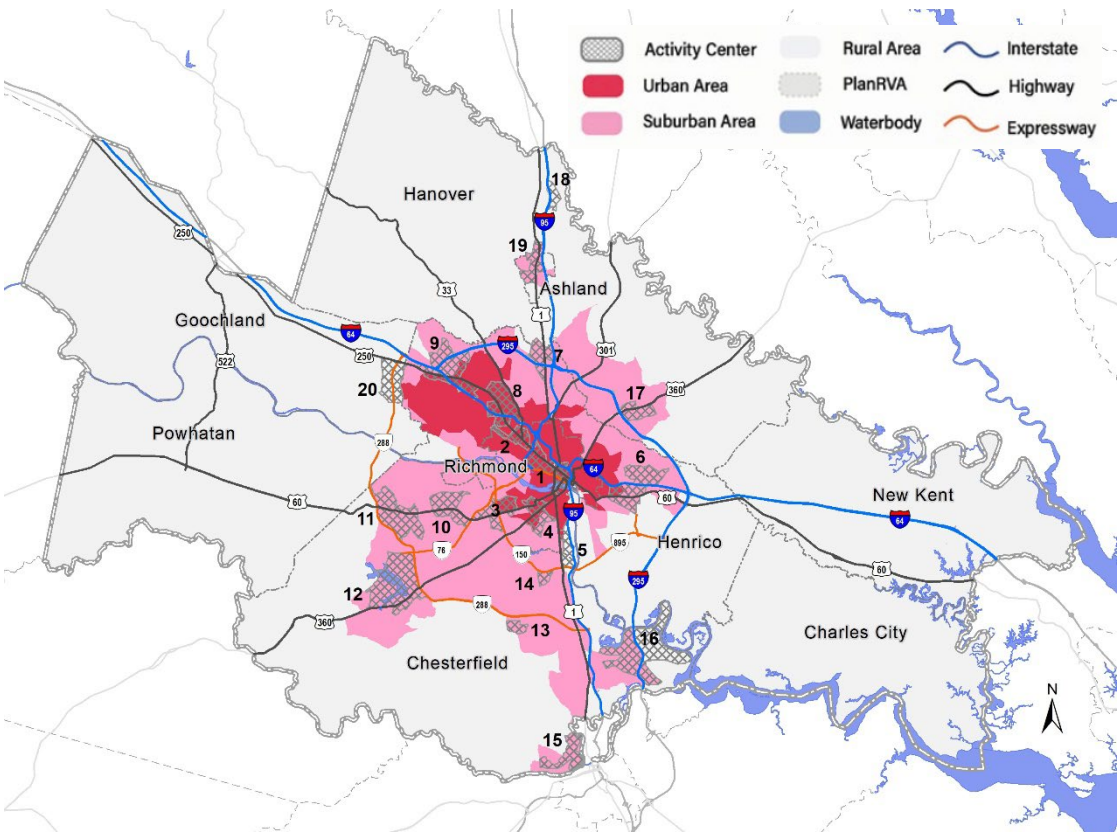 Activity Center
Rural Area
Interstate
Urban Area
PlanRVA
Highway
Suburban Area
Waterbody
Expressway
18
Hanover
95
250
19
33
Ashland
1
Goochland
64
9
295
7
301
250
522
360
20
8
17
Powhatan
288
2
Richmond
64
6
1
60
New Kent
60
11
10
3
95
64
4
76
150
895
Henrico
5
60
12
14
295
288
1
360
13
16
Charles City
Chesterfield
N
15